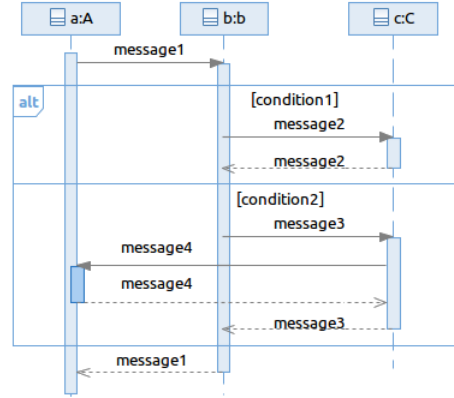 a:A
b:b
c:C
message1
alt
[condition1]
message2
message2
[condition2]
message3
message4
message4
message3
message1